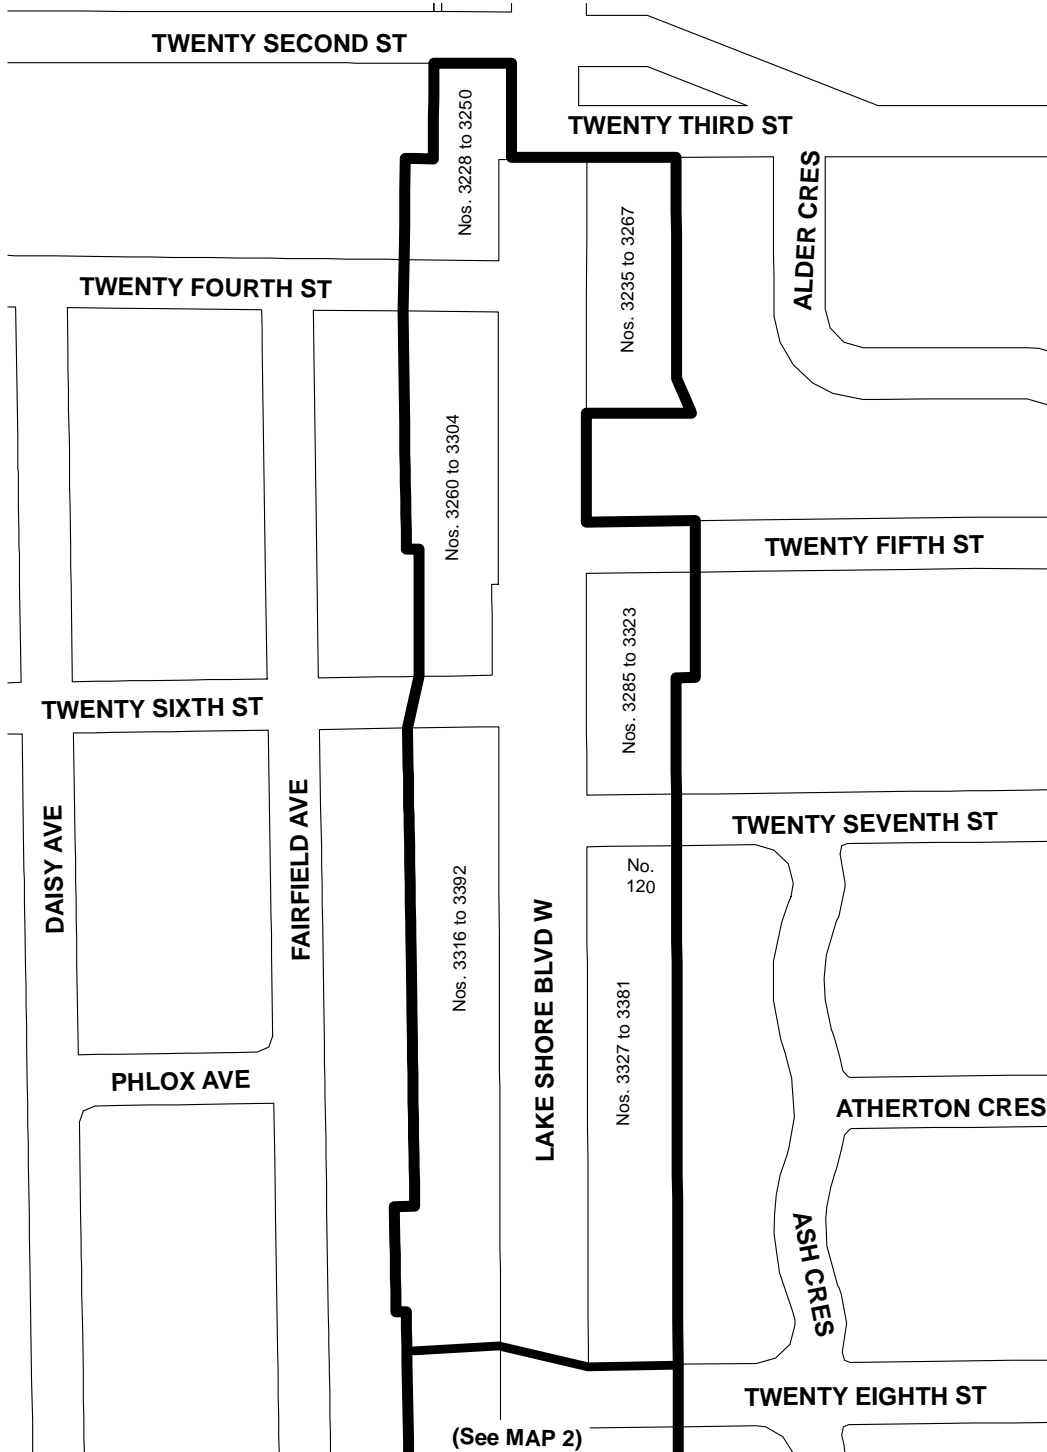 TWENTY SECOND ST
Nos. 3228 to 3250
TWENTY THIRD ST
ALDER CRES
Nos. 3235 to 3267
TWENTY FOURTH ST
Nos. 3260 to 3304
TWENTY FIFTH ST
Nos. 3285 to 3323
TWENTY SIXTH ST
DAISY AVE
FAIRFIELD AVE
TWENTY SEVENTH ST
No.
120
Nos. 3316 to 3392
LAKE SHORE BLVD W
Nos. 3327 to 3381
PHLOX AVE
ATHERTON CRES
ASH CRES
TWENTY EIGHTH ST
(See MAP 2)